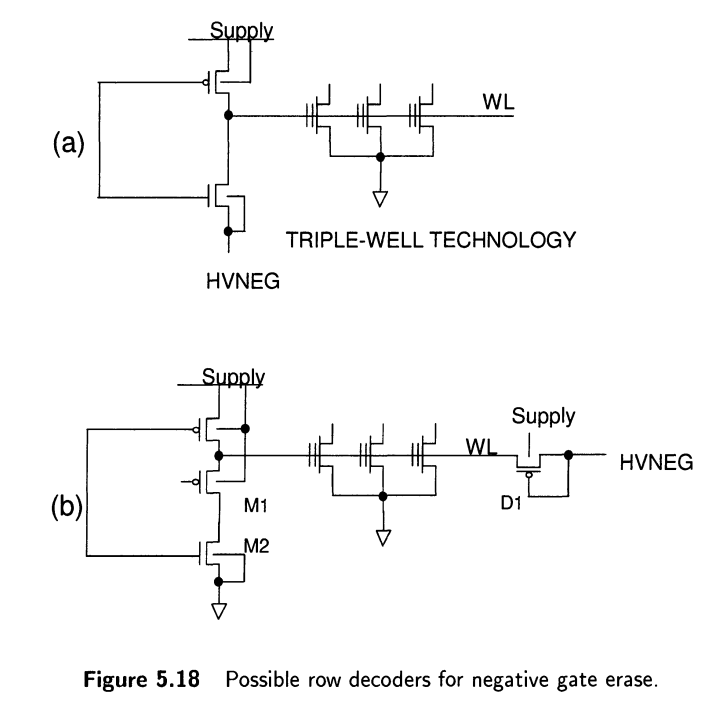 Supply
WL
(a)
TRIPLE-WELL TECHNOLOGY
HVNEG
Supply
Supply
WL
HVNEG
(b)
M1
D1
M2
Figure 5.18 Possible row decoders for negative gate erase.